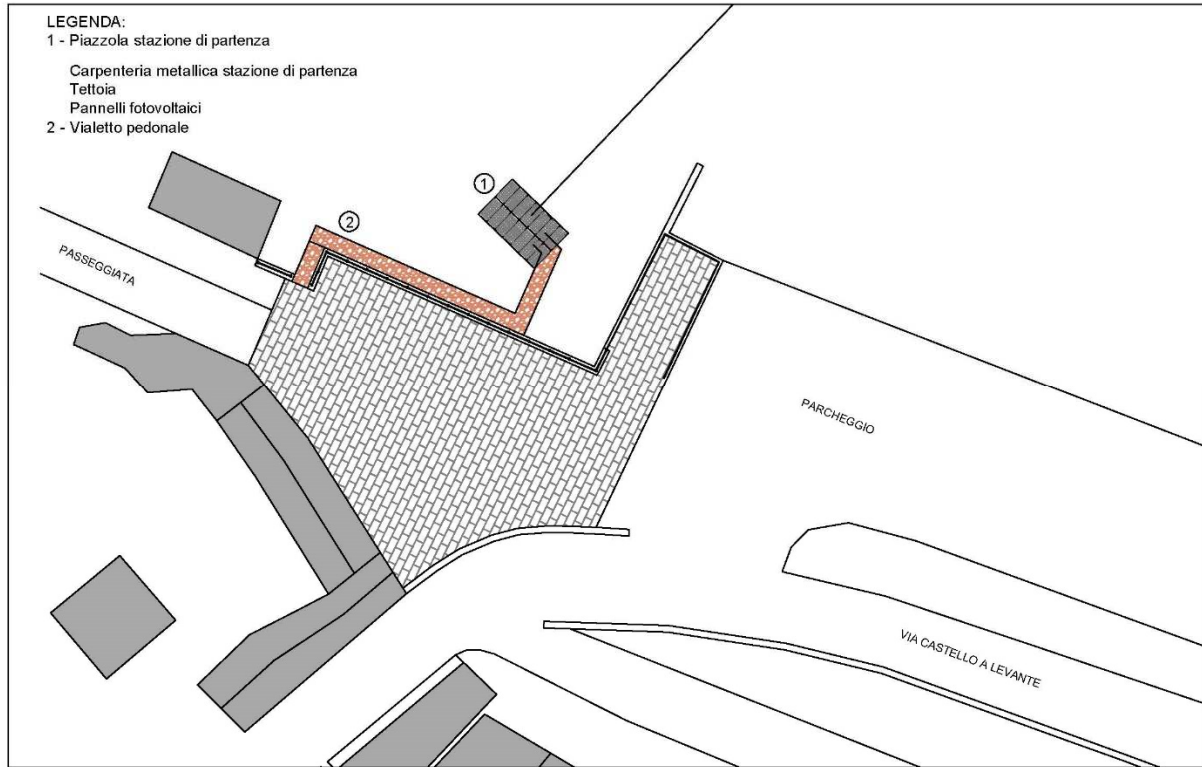 LEGENDA:
1 - Piazzola stazione di partenza
Carpenteria metallica stazione di partenza
Tettoia
Pannelli fotovoltaici
2 - Vialetto pedonale
1
2
PASSEGGIATA
PARCHEGGIO
VIA CASTELLO A LEVANTE